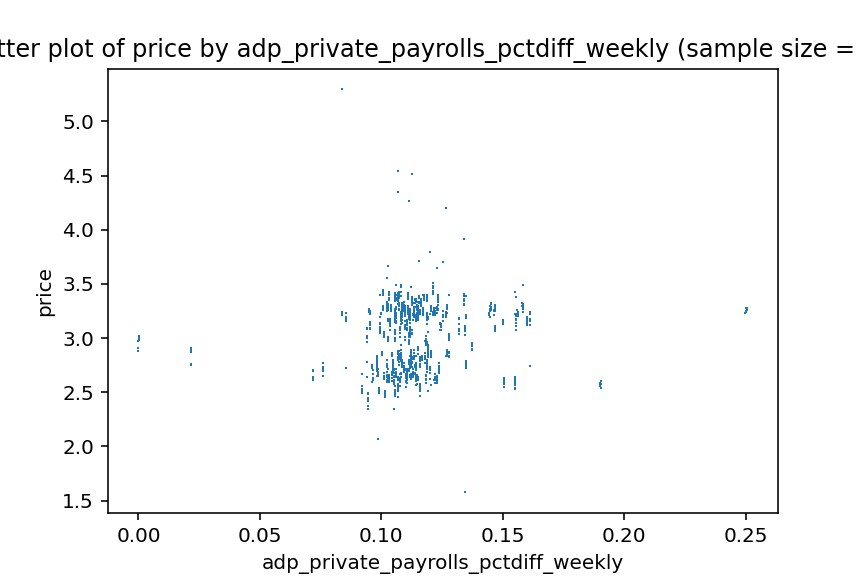 tter plot of price by adp_private_payrolls_pctdiff_weekly (sample size =
5.0
4.5
4.0
3.5
3.0
2.5
2.0
1.5
price
0.00 0.05 0.10 0.15 0.20 0.25
adp_private_payrolls_pctdiff_weekly